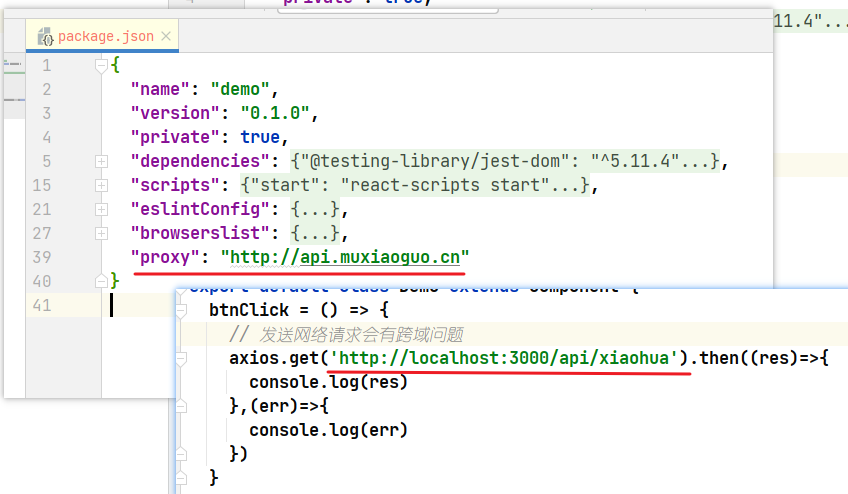 private": true,
11.4"...
package.json
1 {
2 "name": "demo",
3 "version": "0.1.0",
4 "private": true,
5 "dependencies": {"@testing-library/jest-dom": "^5.11.4"...},
15 "scripts": {"start": "react-scripts start"...},
21 "eslintConfig": {...},
27 "browserslist": {...},
39 "proxy": "http://api.muxiaoguo.cn"
40 }
41
export default class Demo extends Component {
btnClick = () => {
// 发送网络请求会有跨域问题
axios.get('http://localhost:3000/api/xiaohua').then((res)=>{
console.log(res)
},(err)=>{
console.log(err)
})
}